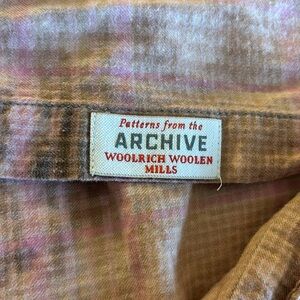 Patterns from the
ARCHIVE
WOOLRICH WOOLEN
MILLS